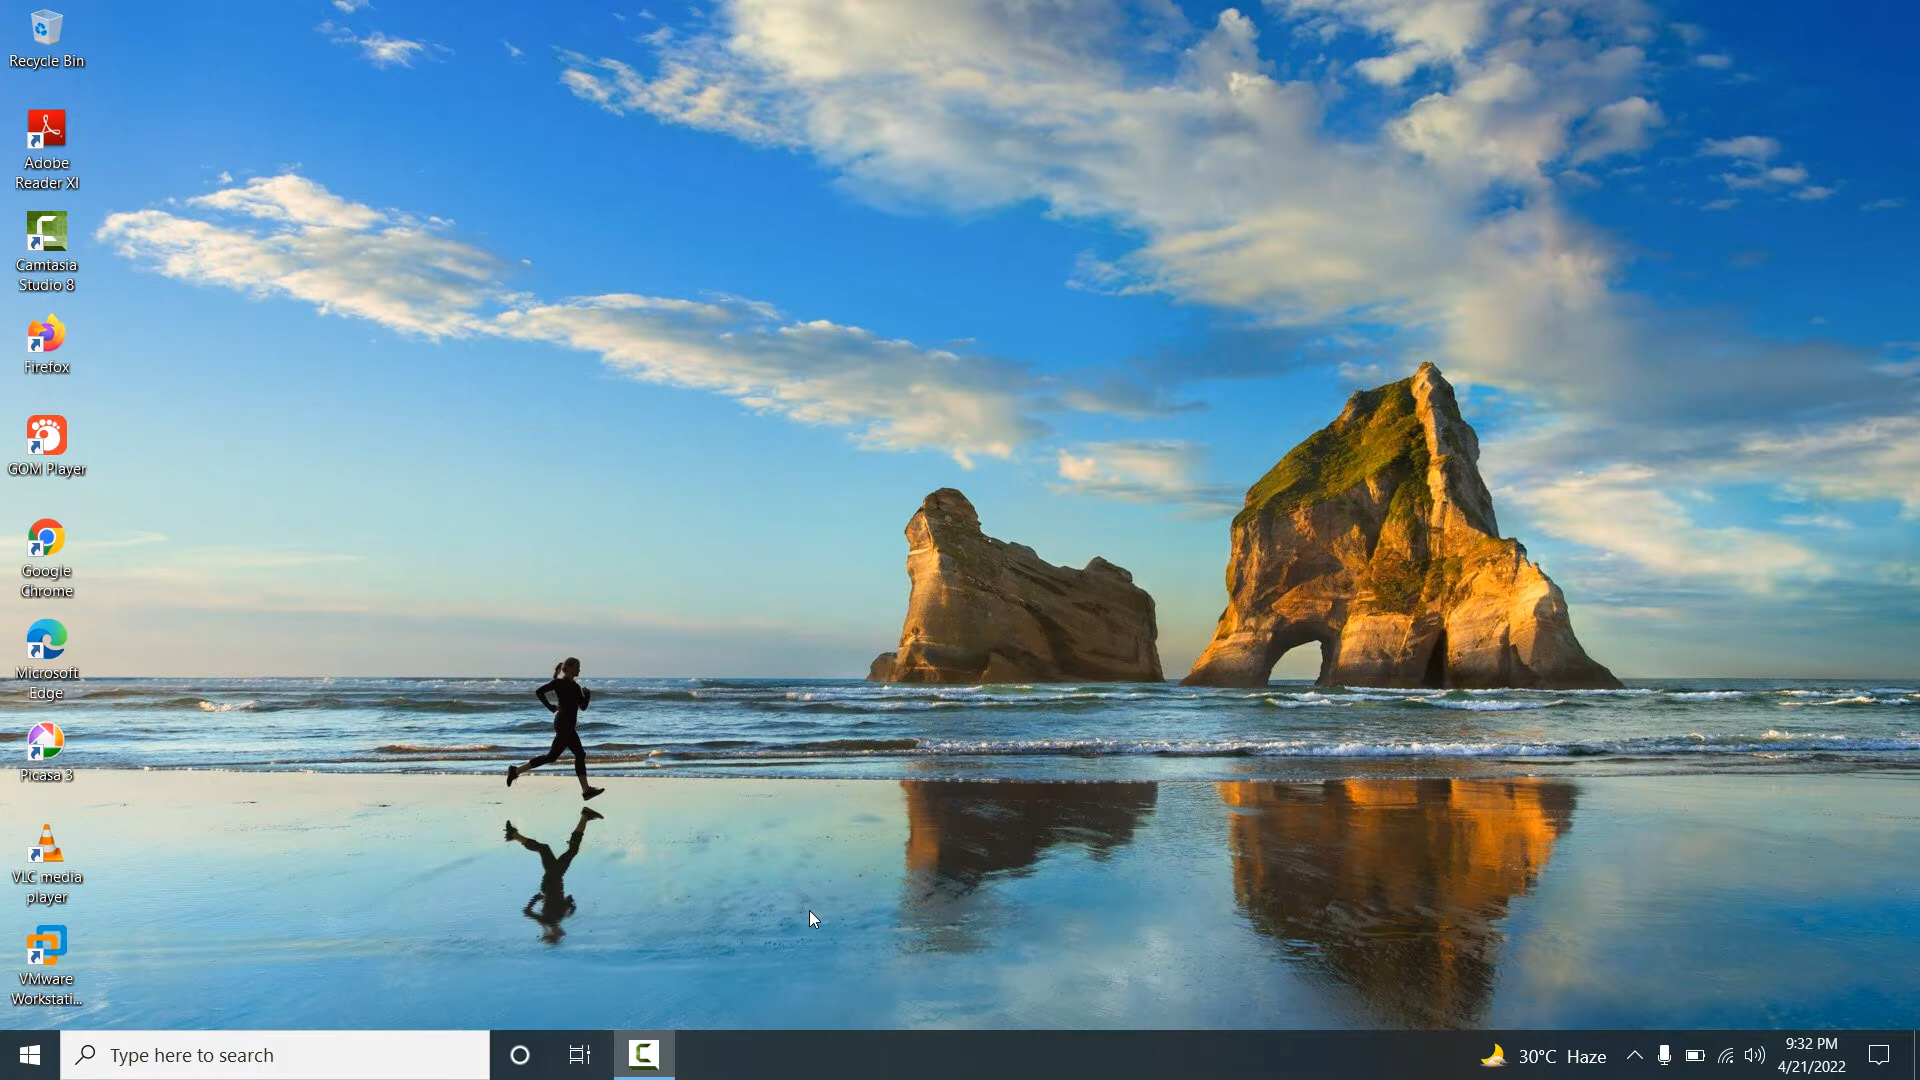 Recycle Bin
Adobe
Reader XI
Camtasia
Studio 8
Firefox
GOM Player
Google
Chrome
Microsoft
Edge
Picasa 3
VLC media
player
VMware
Workstati...
Type here to search
30°C Haze
9:32 PM
4/21/2022